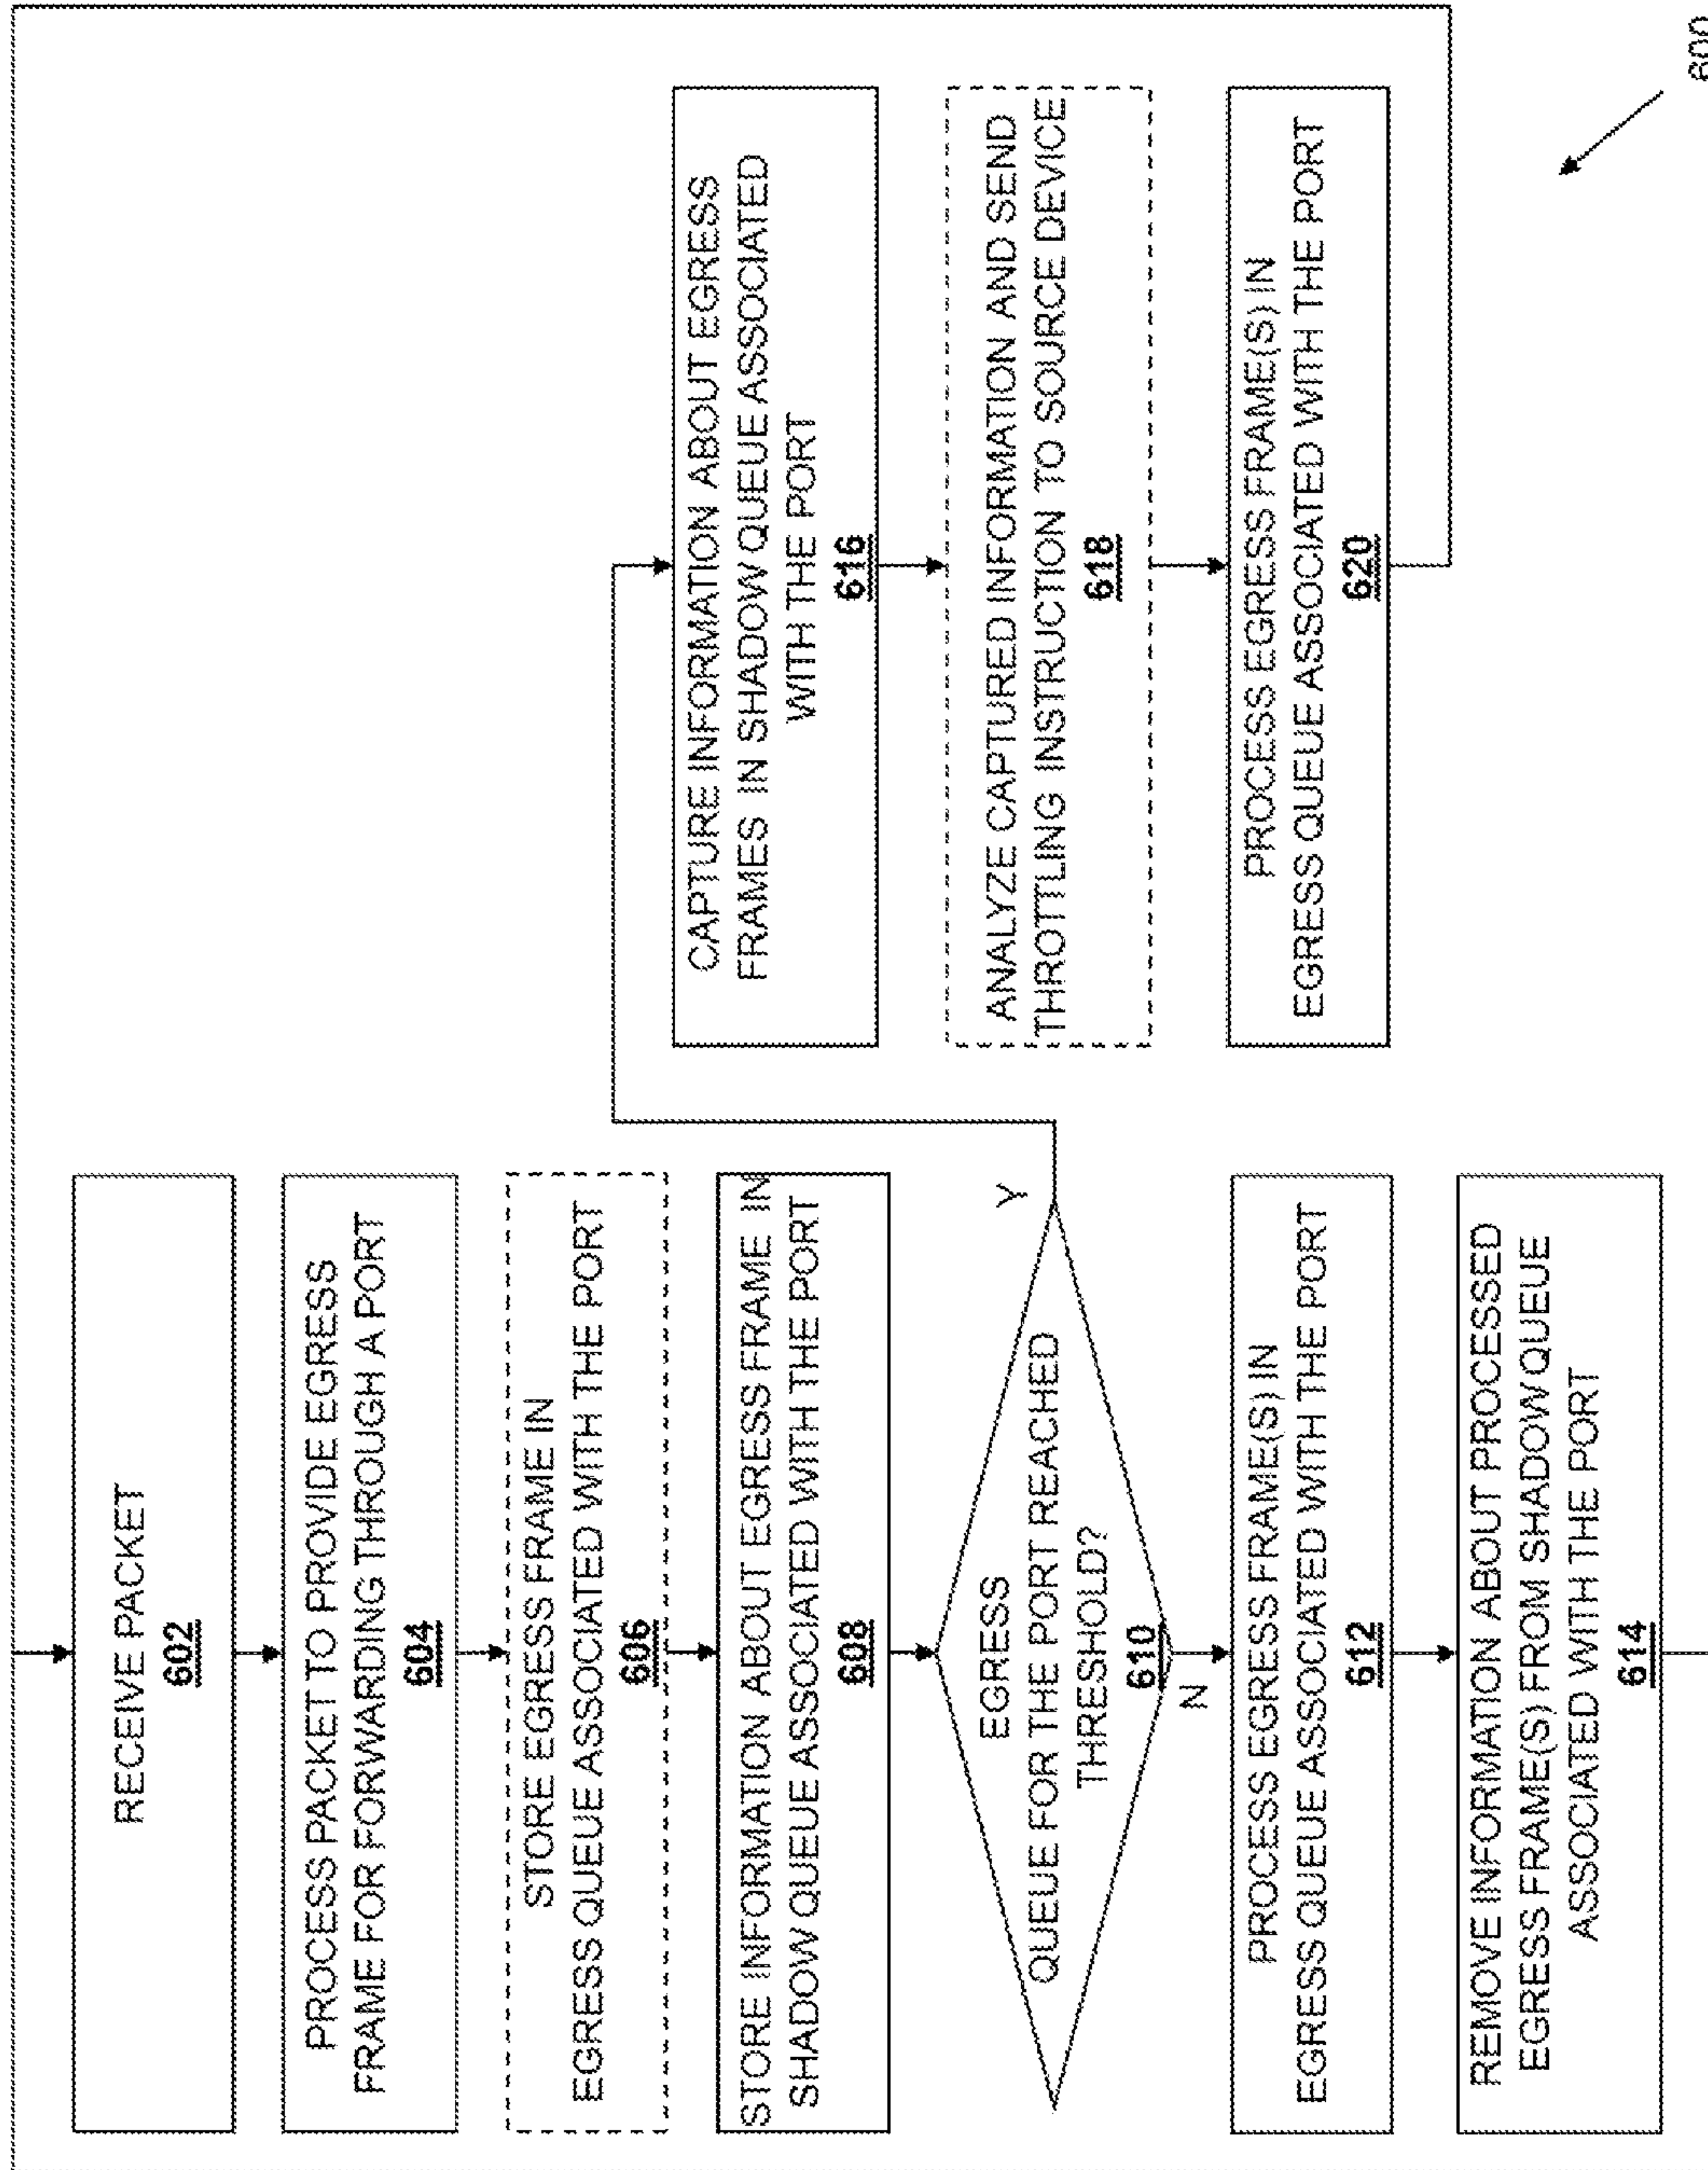 RECEIVE PACKET
602
PROCESS PACKET TO PROVIDE EGRESS
FRAME FOR FORWARDING THROUGH A PORT
604
STORE EGRESS FRAME IN
EGRESS QUEUE ASSOCIATED WITH THE PORT
606
STORE INFORMATION ABOUT EGRESS FRAME IN
SHADOW QUEUE ASSOCIATED WITH THE PORT
608
EGRESS
QUEUE FOR THE PORT REACHED
THRESHOLD?
610
Y
N
PROCESS EGRESS FRAME(S) IN
EGRESS QUEUE ASSOCIATED WITH THE PORT
612
REMOVE INFORMATION ABOUT PROCESSED
EGRESS FRAME(S) FROM SHADOW QUEUE
ASSOCIATED WITH THE PORT
614
CAPTURE INFORMATION ABOUT EGRESS
FRAMES IN SHADOW QUEUE ASSOCIATED
WITH THE PORT
616
ANALYZE CAPTURED INFORMATION AND SEND
THROTTLING INSTRUCTION TO SOURCE DEVICE
618
PROCESS EGRESS FRAME(S) IN
EGRESS QUEUE ASSOCIATED WITH THE PORT
620
600